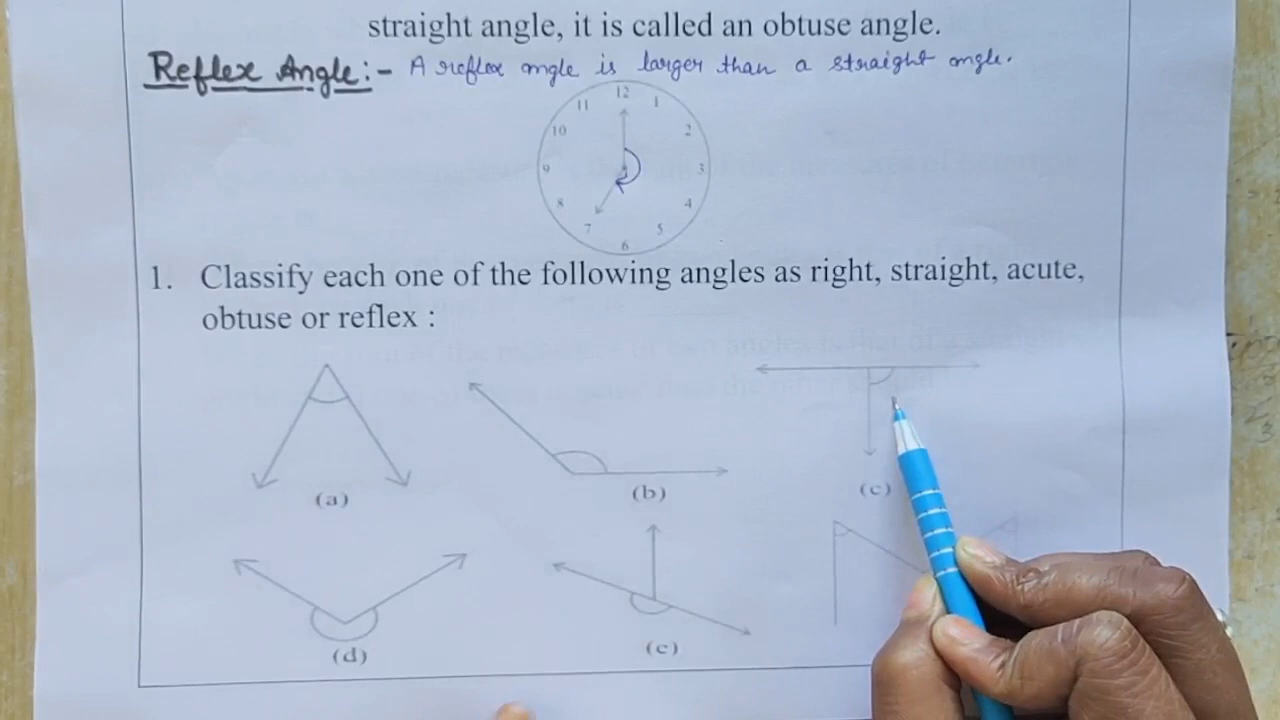 straight angle, it is called an obtuse angle.
Reflex Angle:- A reflex angle is larger than a straight angle.
12
11 1
10 2
9 3
8 4
7 5
6
1. Classify each one of the following angles as right, straight, acute,
obtuse or reflex :
(a) (b) (c)
(d) (e)